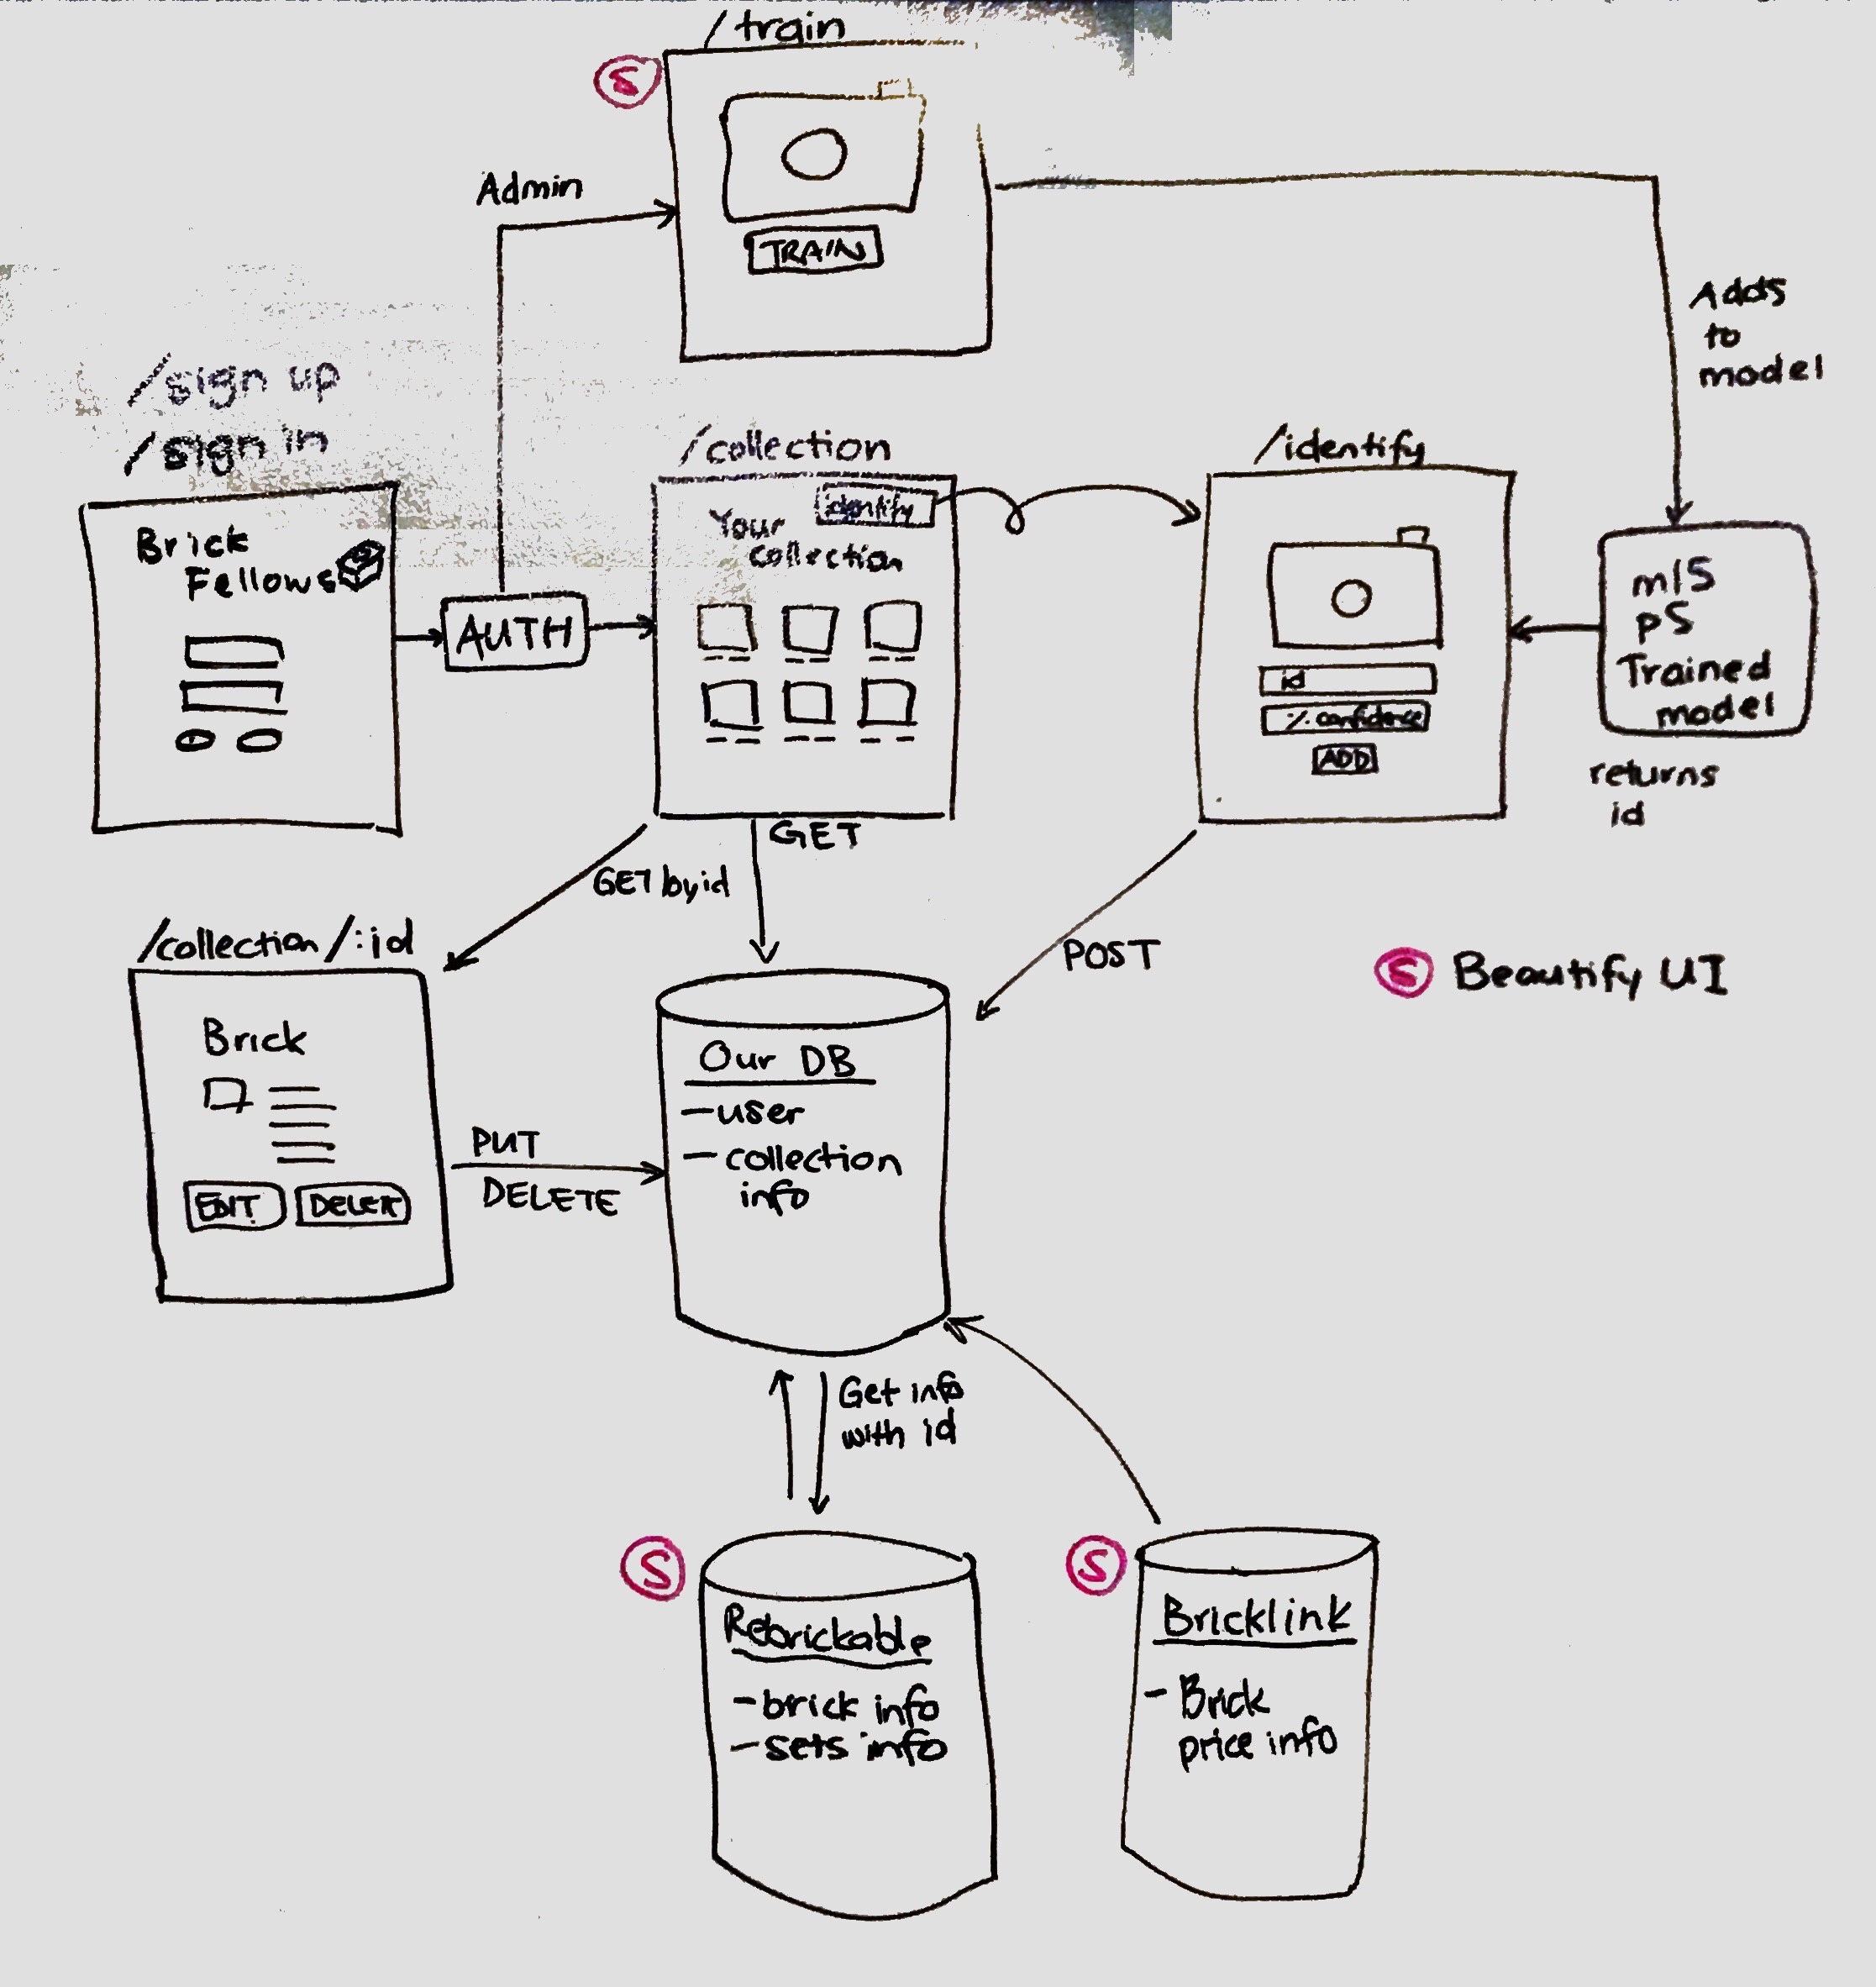 /train
S
TRAIN
Admin
Adds
to
model
/sign up
/sign in
Brick
Fellows
AUTH
/collection
identify
Your
collection
/identify
id
% confidence
ADD
ml5
p5
Trained
model
returns
id
GET
GET by id
POST
/collection/:id
Brick
EDIT
DELETE
PUT
DELETE
Our DB
- user
- collection
info
S Beautify UI
Get info
with id
S
Rebrickable
- brick info
- sets info
S
Bricklink
- Brick
price info